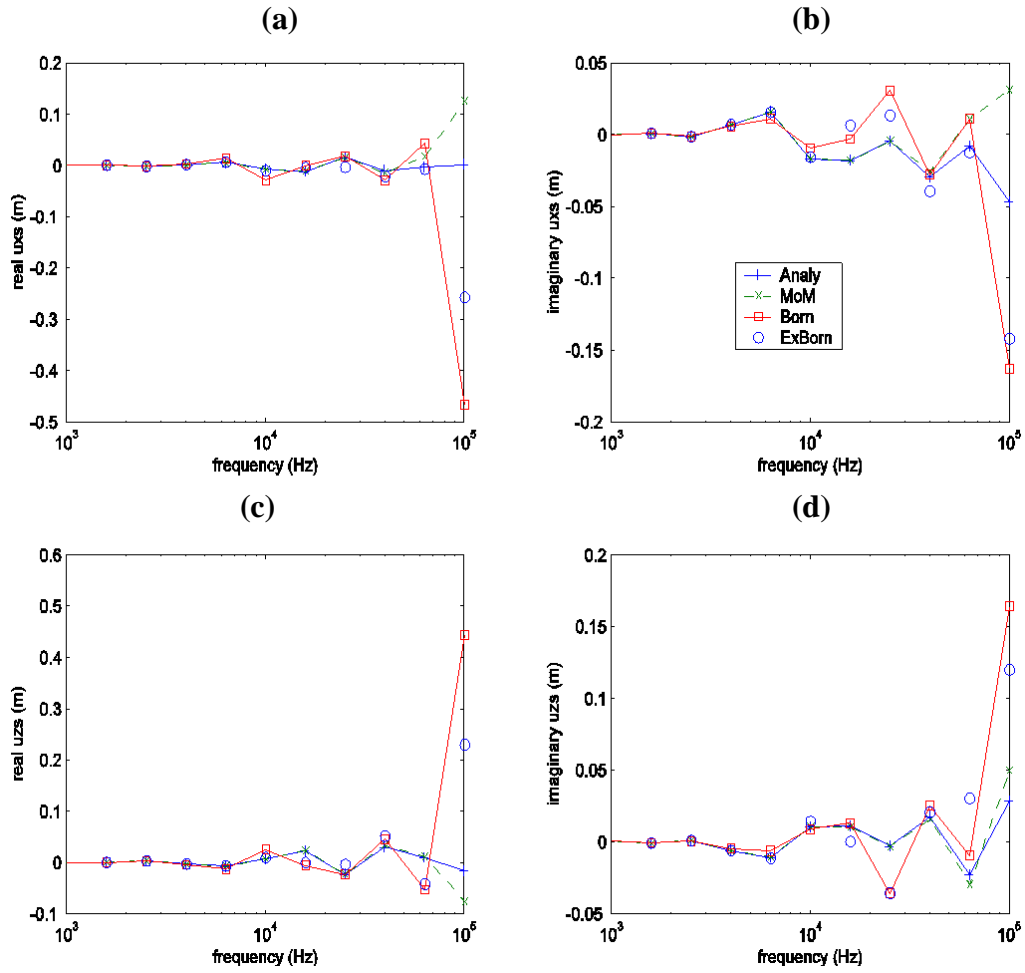 (a)
0.2
0.1
0
-0.1
-0.2
-0.3
-0.4
-0.5
real uxs (m)
10^3
10^4
10^5
frequency (Hz)
(b)
0.05
0
-0.05
-0.1
-0.15
-0.2
imaginary uxs (m)
Analy
MoM
Born
ExBorn
10^3
10^4
10^5
frequency (Hz)
(c)
0.6
0.5
0.4
0.3
0.2
0.1
0
-0.1
real uzs (m)
10^3
10^4
10^5
frequency (Hz)
(d)
0.2
0.15
0.1
0.05
0
-0.05
imaginary uzs (m)
10^3
10^4
10^5
frequency (Hz)